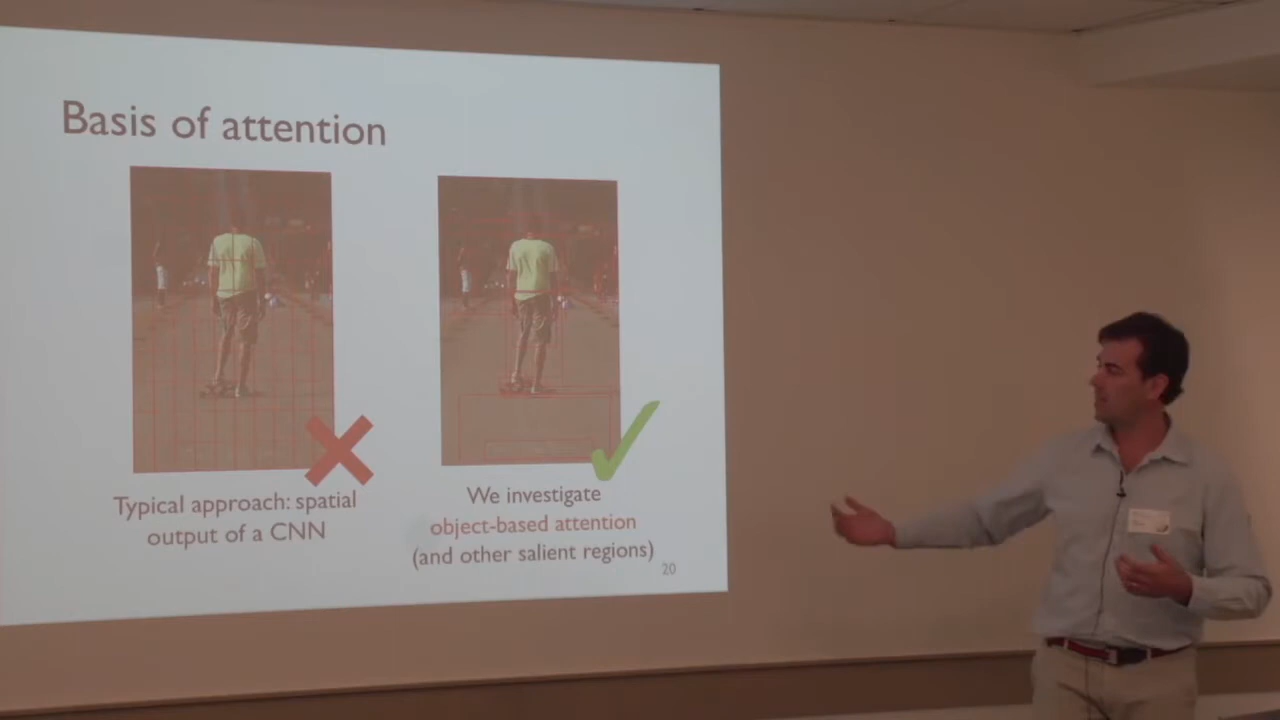 Basis of attention
Typical approach: spatial
output of a CNN
We investigate
object-based attention
(and other salient regions)
20